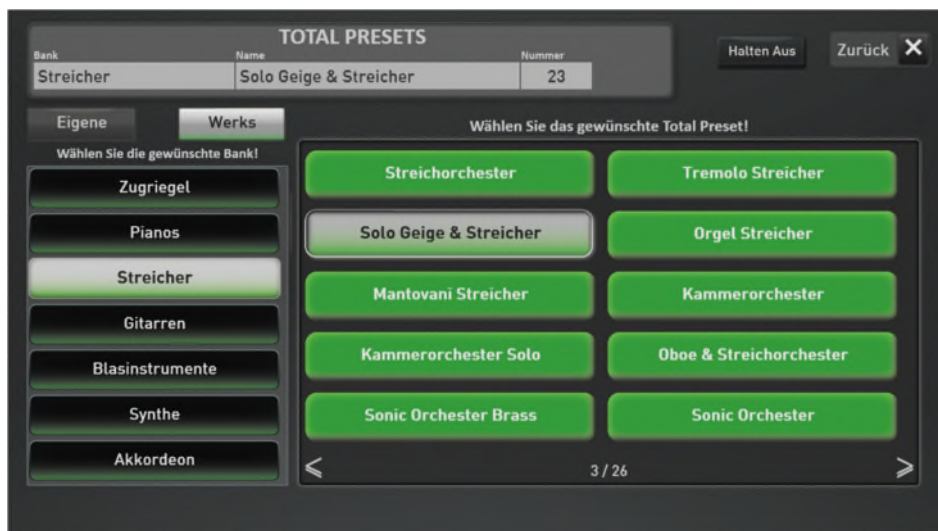 TOTAL PRESETS
Bank Name Nummer
Streicher Solo Geige & Streicher 23
Halten Aus
Zurück
Eigene Werks
Wählen Sie die gewünschte Bank!
Zugriegel
Pianos
Streicher
Gitarren
Blasinstrumente
Synthe
Akkordeon
Wählen Sie das gewünschte Total Preset!
Streichorchester Tremolo Streicher
Solo Geige & Streicher Orgel Streicher
Mantovani Streicher Kammerorchester
Kammerorchester Solo Oboe & Streichorchester
Sonic Orchester Brass Sonic Orchester
3 / 26